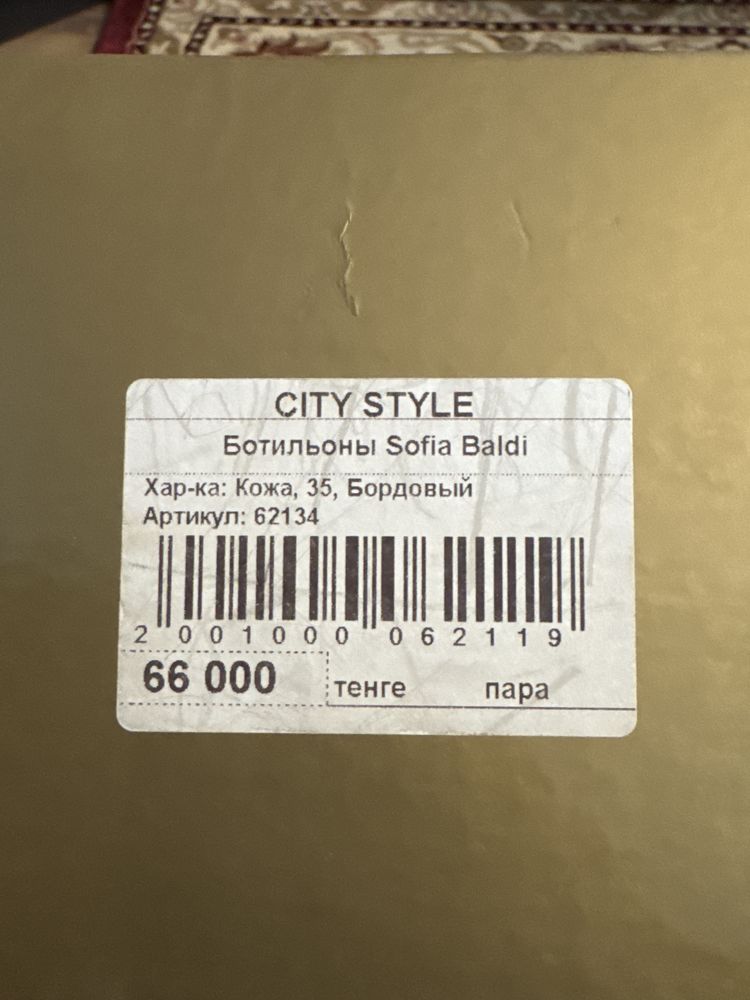 CITY STYLE
Ботильоны Sofia Baldi
Хар-ка: Кожа, 35, Бордовый
Артикул: 62134
2 001000 062119
66 000 тенге пара